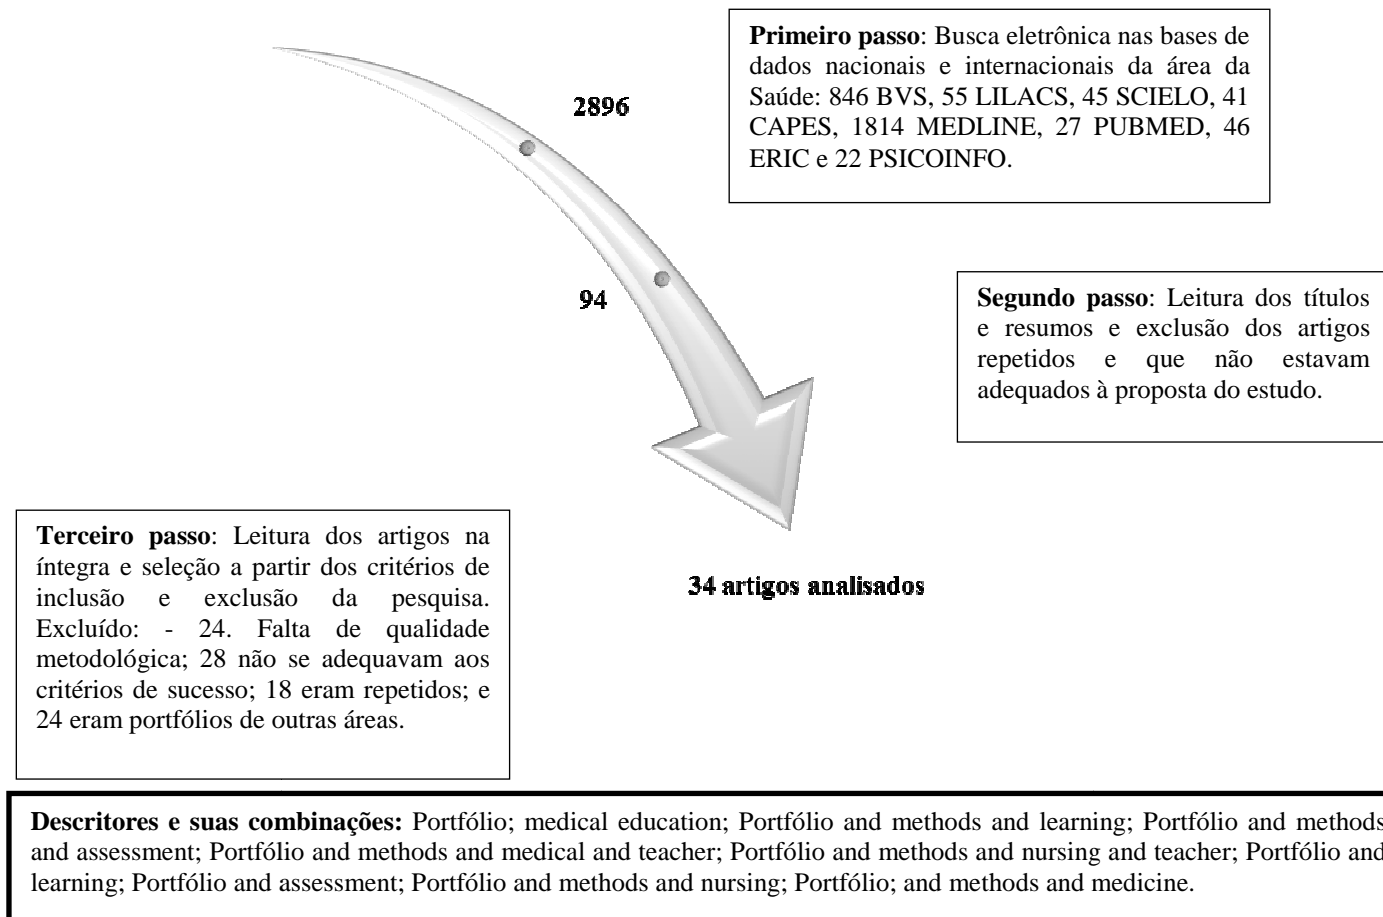 Primeiro passo: Busca eletrônica nas bases de
dados nacionais e internacionais da área da
Saúde: 846 BVS, 55 LILACS, 45 SCIELO, 41
CAPES, 1814 MEDLINE, 27 PUBMED, 46
ERIC e 22 PSICOINFO.
2896
94
Segundo passo: Leitura dos títulos
e resumos e exclusão dos artigos
repetidos e que não estavam
adequados à proposta do estudo.
Terceiro passo: Leitura dos artigos na
íntegra e seleção a partir dos critérios de
inclusão e exclusão da pesquisa.
Excluído: - 24. Falta de qualidade
metodológica; 28 não se adequavam aos
critérios de sucesso; 18 eram repetidos; e
24 eram portfólios de outras áreas.
34 artigos analisados
Descritores e suas combinações: Portfólio; medical education; Portfólio and methods and learning; Portfólio and methods
and assessment; Portfólio and methods and medical and teacher; Portfólio and methods and nursing and teacher; Portfólio and
learning; Portfólio and assessment; Portfólio and methods and nursing; Portfólio; and methods and medicine.